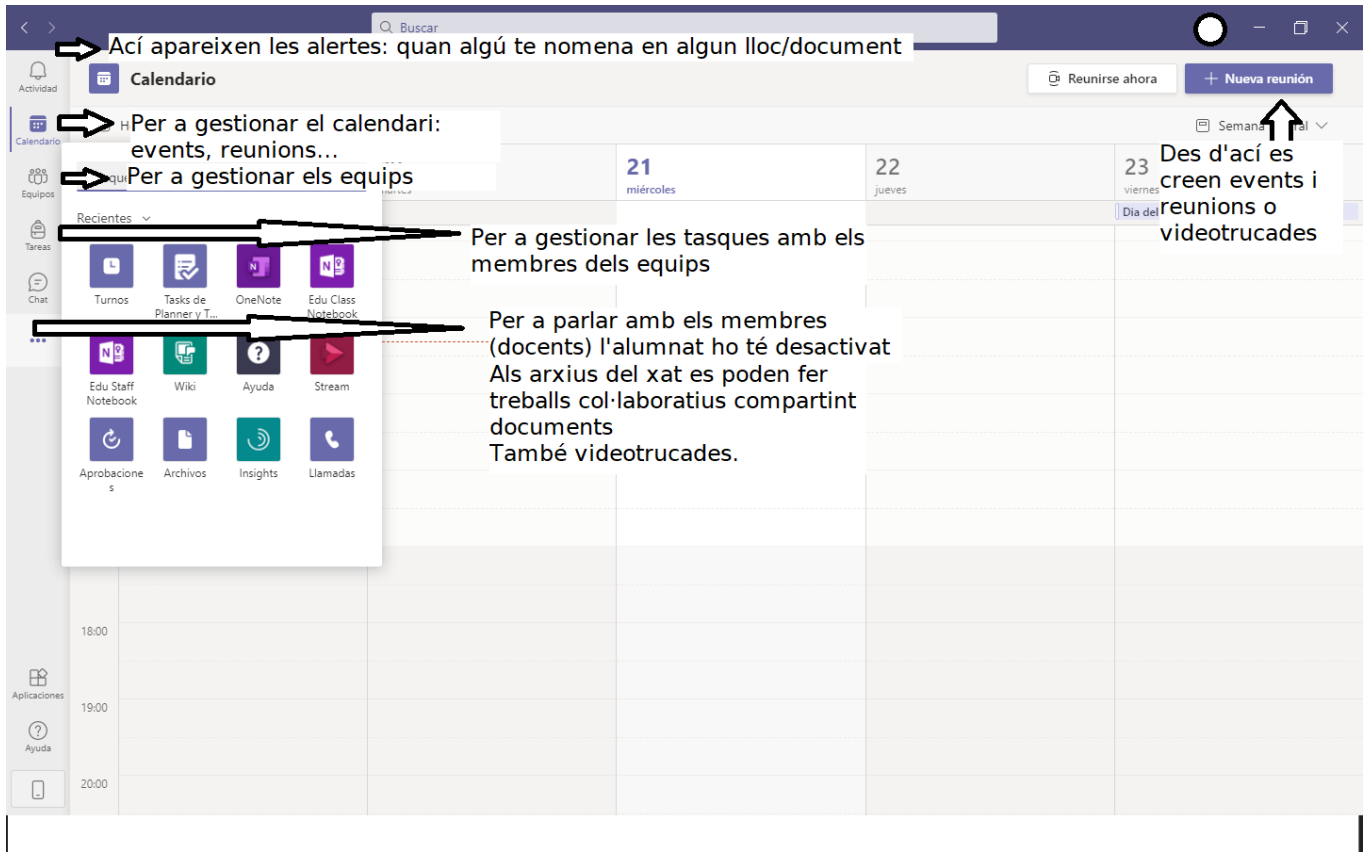 Buscar
Ací apareixen les alertes: quan algú te nomena en algun lloc/document
Actividad
Calendario
Reunirse ahora
+ Nueva reunión
Calendario
Per a gestionar el calendari:
events, reunions...
Semana
Des d'ací es
creen events i
reunions o
videotrucades
Equipos
Per a gestionar els equips
21
miércoles
22
jueves
23
viernes
Dia del
Recientes
Tareas
Per a gestionar les tasques amb els
membres dels equips
Chat
Turnos
Tasks de
Planner y T...
OneNote
Edu Class
Notebook
Per a parlar amb els membres
(docents) l'alumnat ho té desactivat
Als arxius del xat es poden fer
treballs col·laboratius compartint
documents
També videotrucades.
Edu Staff
Notebook
Wiki
Ayuda
Stream
Aprobacione
s
Archivos
Insights
Llamadas
18:00
Aplicaciones
19:00
Ayuda
20:00